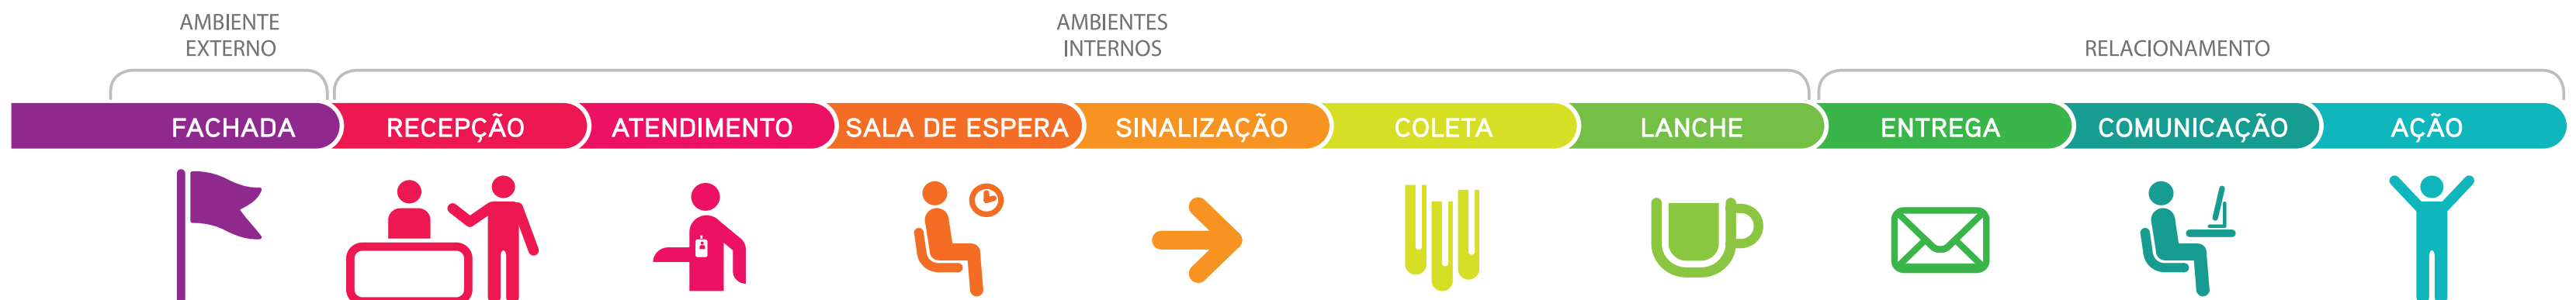 AMBIENTE
EXTERNO
AMBIENTES
INTERNOS
RELACIONAMENTO
FACHADA
RECEPÇÃO
ATENDIMENTO
SALA DE ESPERA
SINALIZAÇÃO
COLETA
LANCHE
ENTREGA
COMUNICAÇÃO
AÇÃO